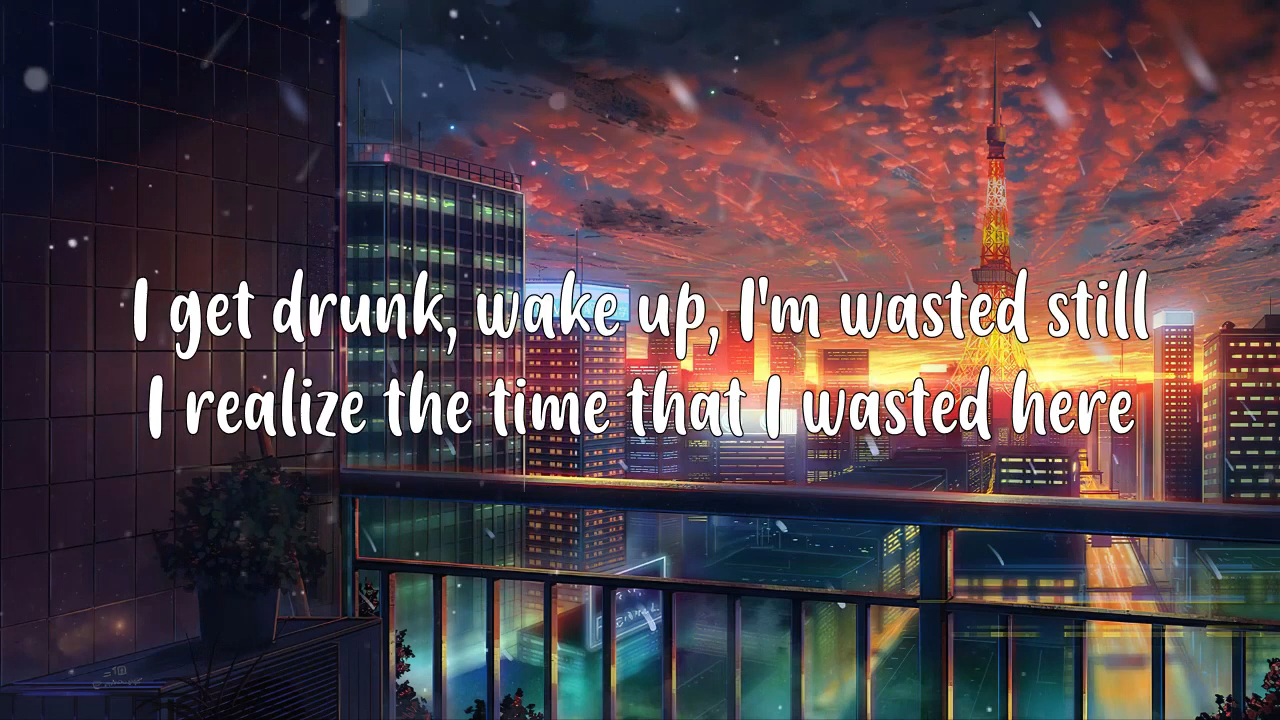 I get drunk, wake up, I'm wasted still
I realize the time that I wasted here